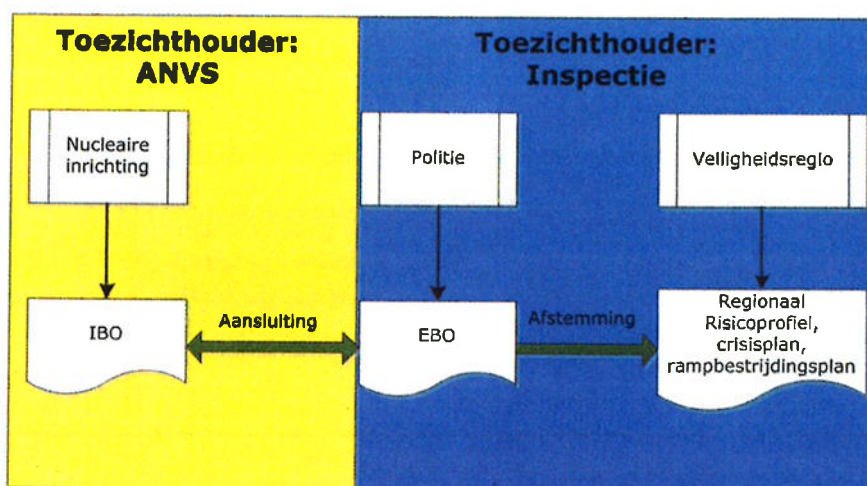 Toezichthouder:
ANVS
Toezichthouder:
Inspectie
Nucleaire
inrichting
Politie
Veiligheidsregio
IBO
Aansluiting
EBO
Afstemming
Regionaal
Risicoprofiel,
crisisplan,
rampbestrijdingsplan